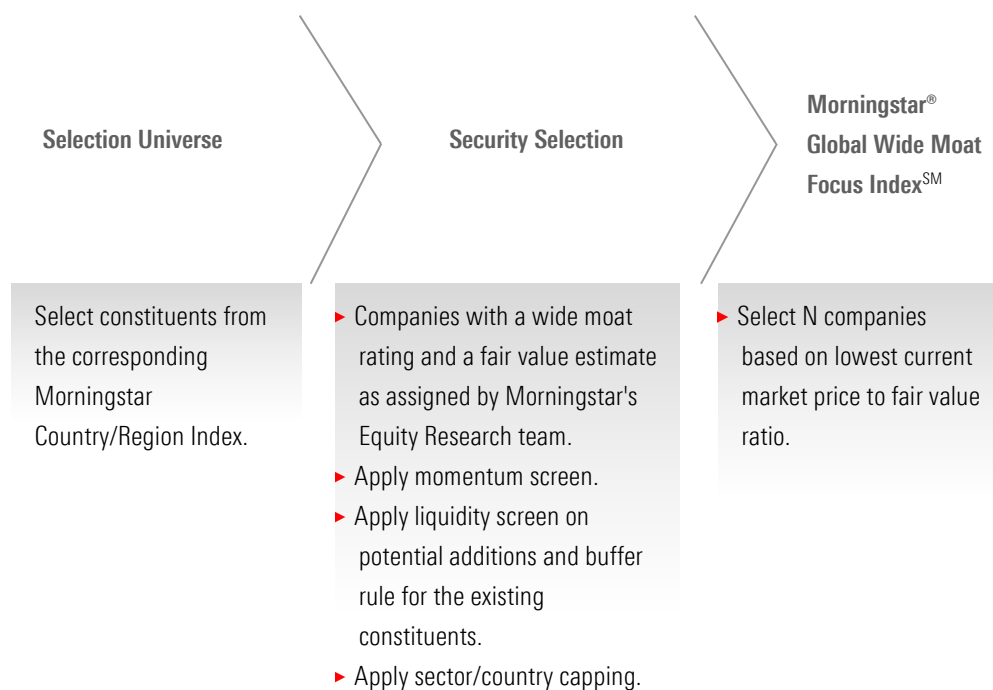 Selection Universe
Security Selection
Morningstar®
Global Wide Moat
Focus Index℠
Select constituents from
the corresponding
Morningstar
Country/Region Index.
► Companies with a wide moat
rating and a fair value estimate
as assigned by Morningstar's
Equity Research team.
► Apply momentum screen.
► Apply liquidity screen on
potential additions and buffer
rule for the existing
constituents.
► Apply sector/country capping.
► Select N companies
based on lowest current
market price to fair value
ratio.